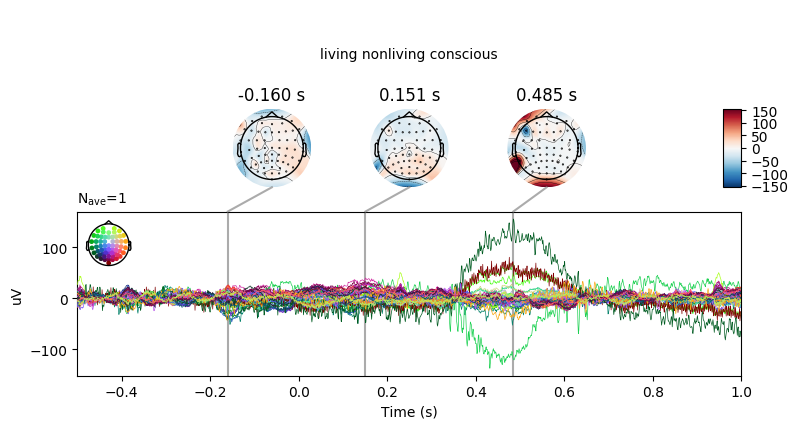 living nonliving conscious
-0.160 s 0.151 s 0.485 s
150
100
50
0
−50
−100
−150
Nave=1
100
0
−100
uV
−0.4 −0.2 0.0 0.2 0.4 0.6 0.8 1.0
Time (s)